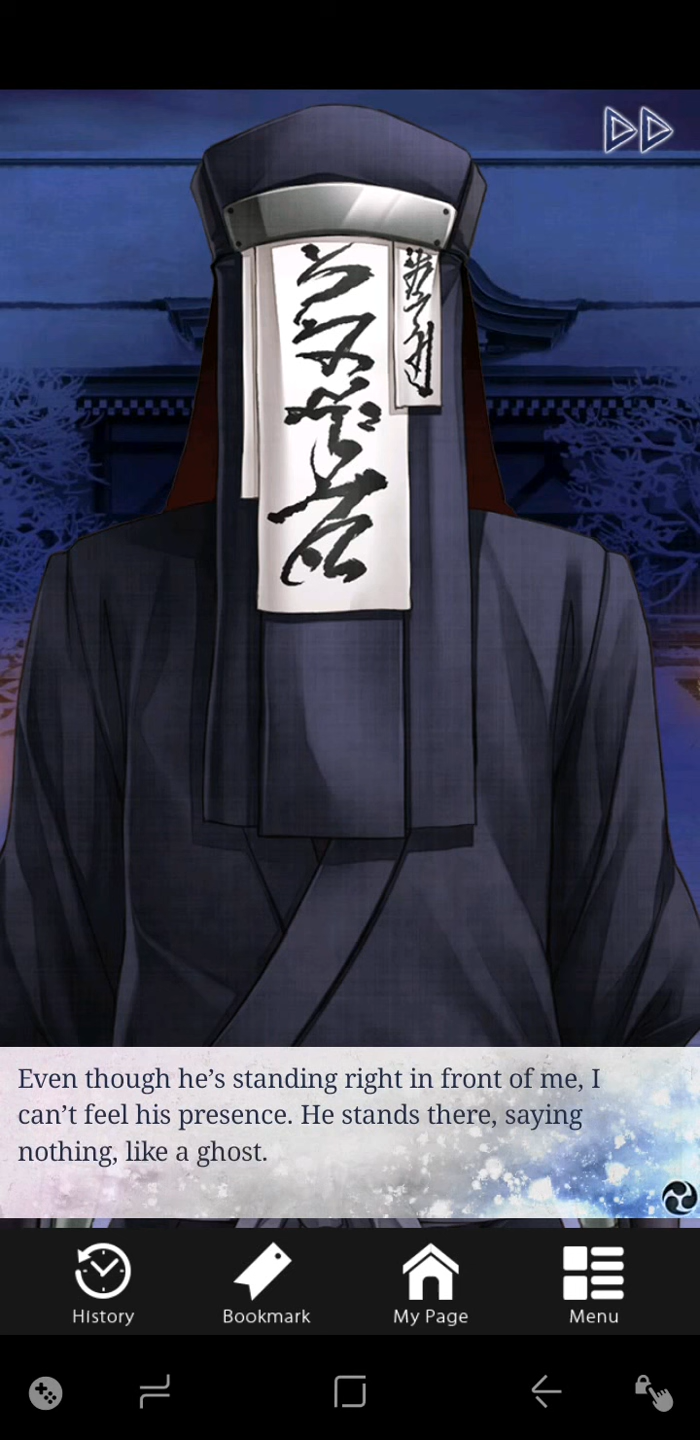 Even though he’s standing right in front of me, I
can’t feel his presence. He stands there, saying
nothing, like a ghost.
History
Bookmark
My Page
Menu